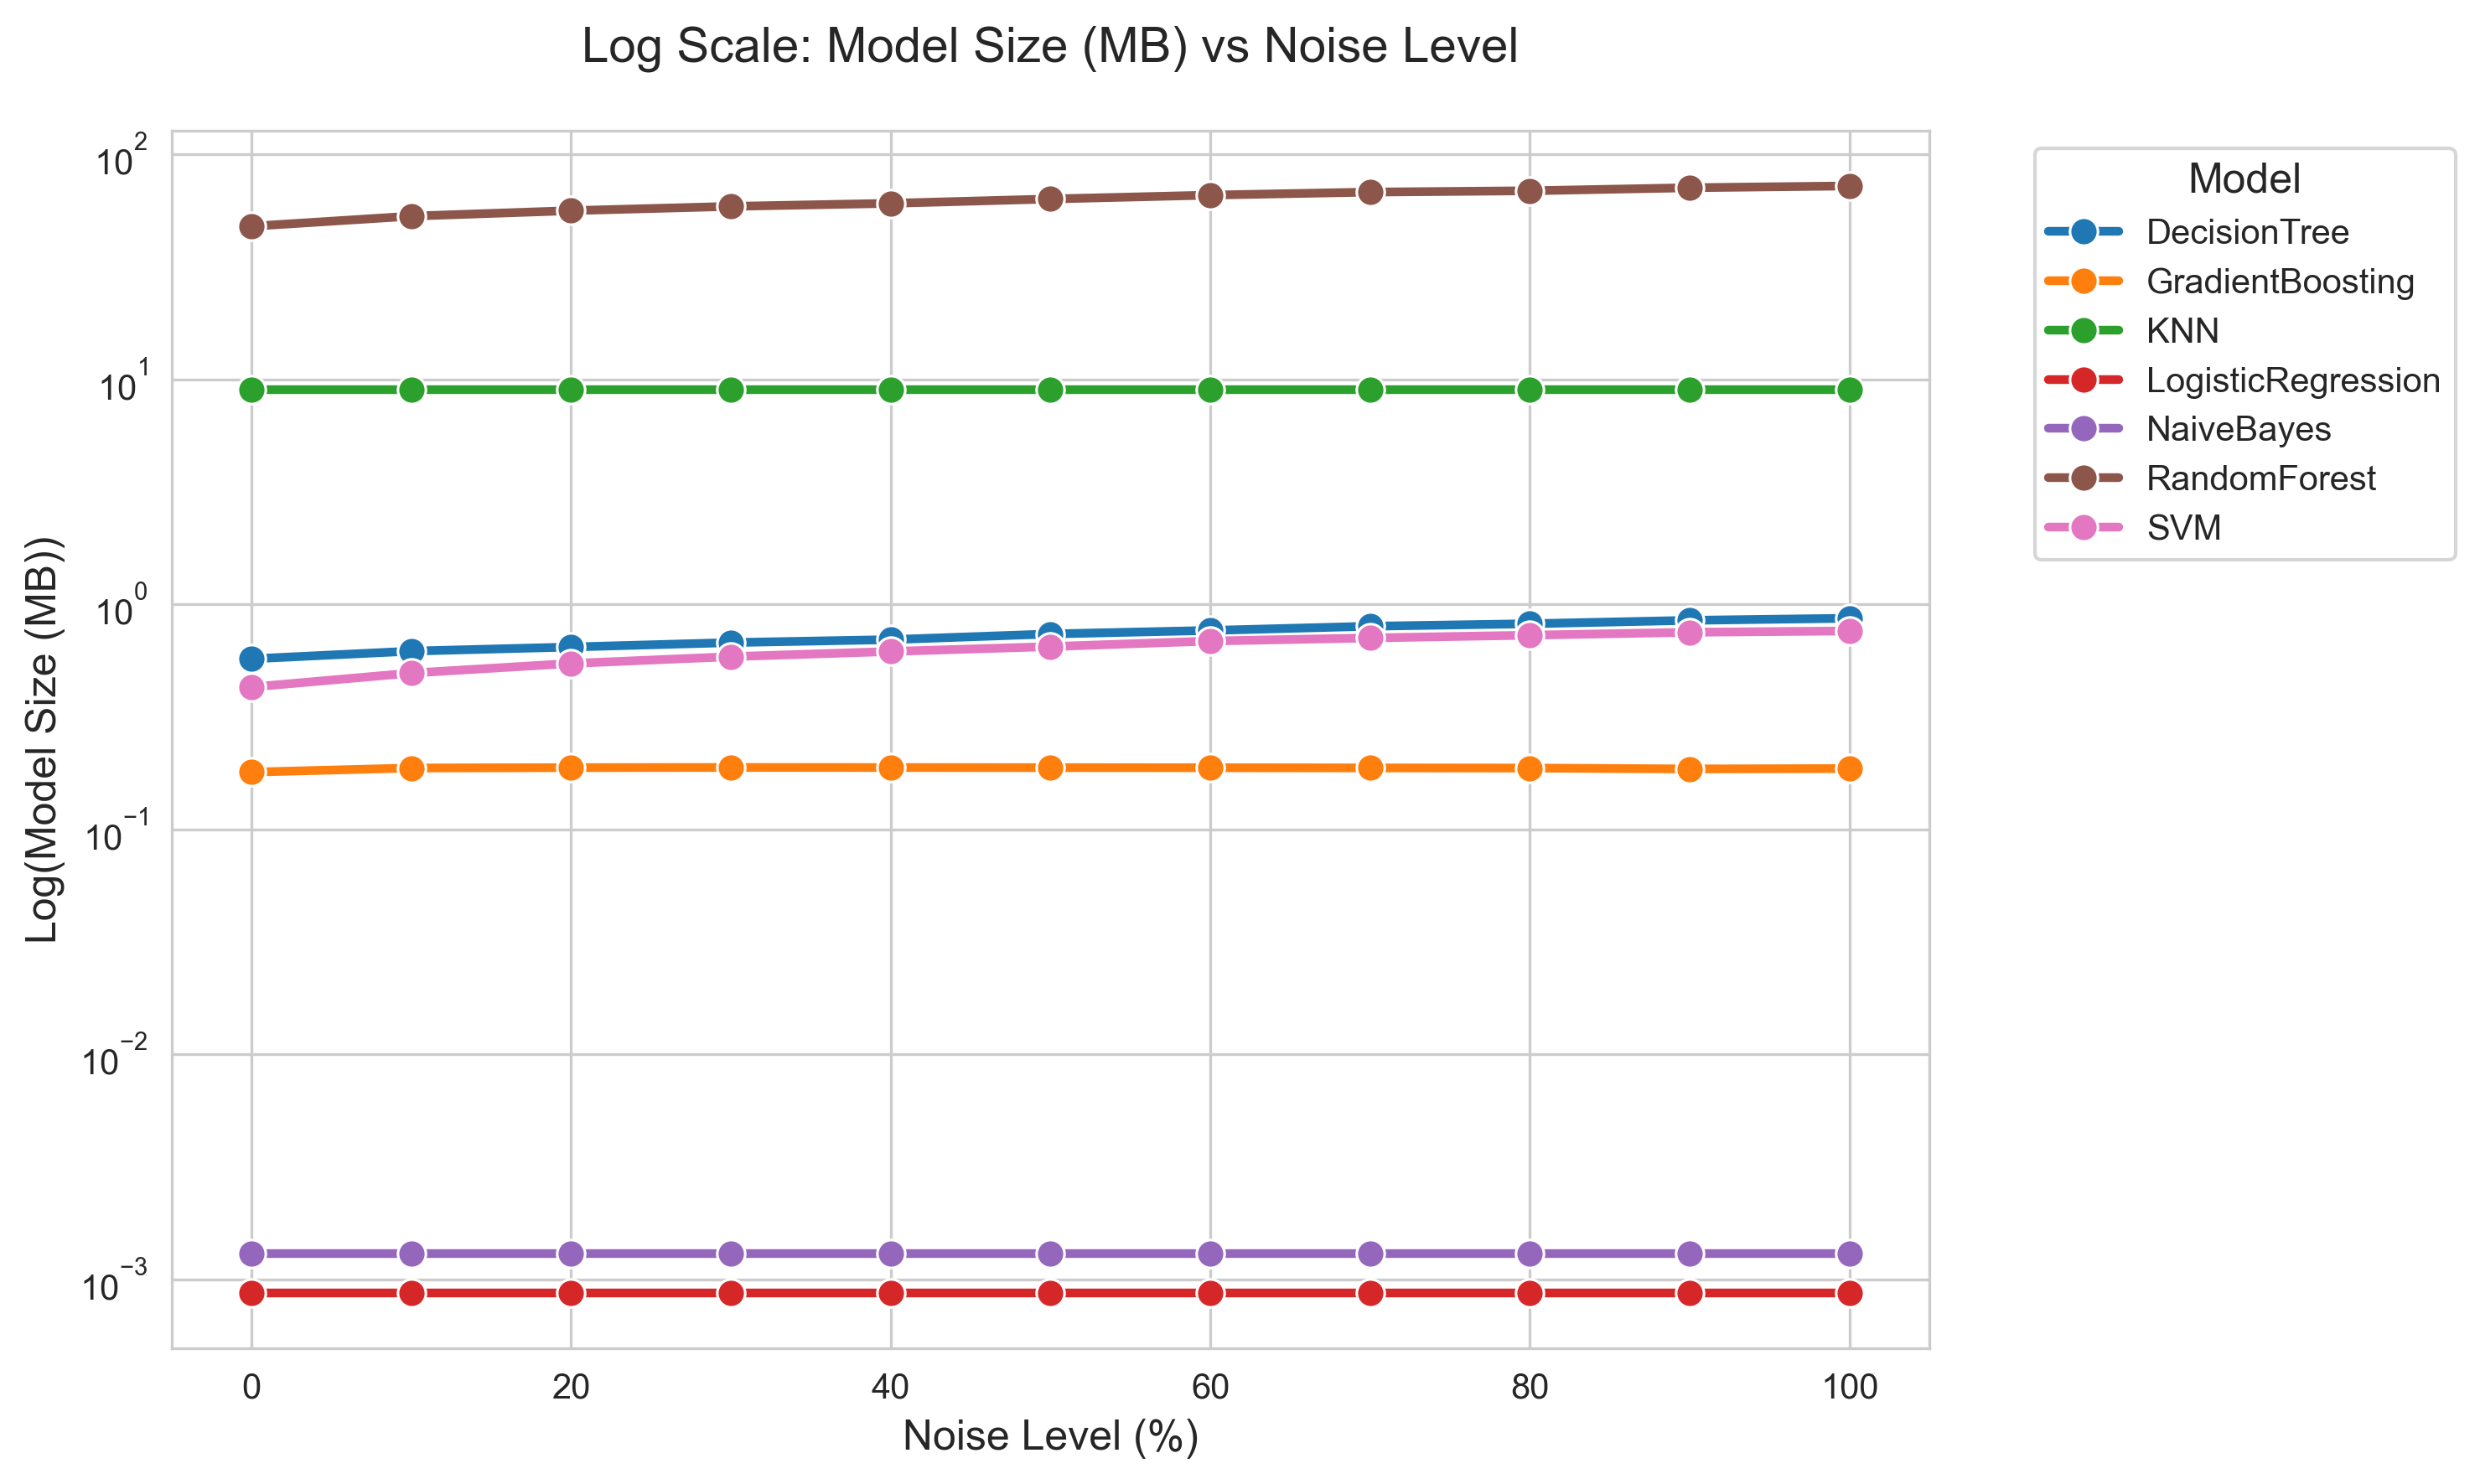 Log Scale: Model Size (MB) vs Noise Level
Log(Model Size (MB))
10^2
10^1
10^0
10^−1
10^−2
10^−3
0 20 40 60 80 100
Noise Level (%)
Model
DecisionTree
GradientBoosting
KNN
LogisticRegression
NaiveBayes
RandomForest
SVM